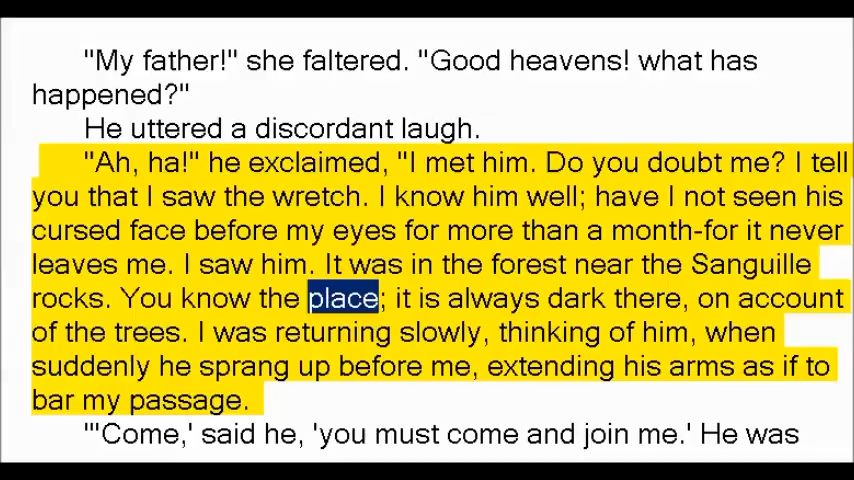 "My father!" she faltered. "Good heavens! what has
happened?"
He uttered a discordant laugh.
"Ah, ha!" he exclaimed, "I met him. Do you doubt me? I tell
you that I saw the wretch. I know him well; have I not seen his
cursed face before my eyes for more than a month-for it never
leaves me. I saw him. It was in the forest near the Sanguille
rocks. You know the place; it is always dark there, on account
of the trees. I was returning slowly, thinking of him, when
suddenly he sprang up before me, extending his arms as if to
bar my passage.
"'Come,' said he, 'you must come and join me.' He was